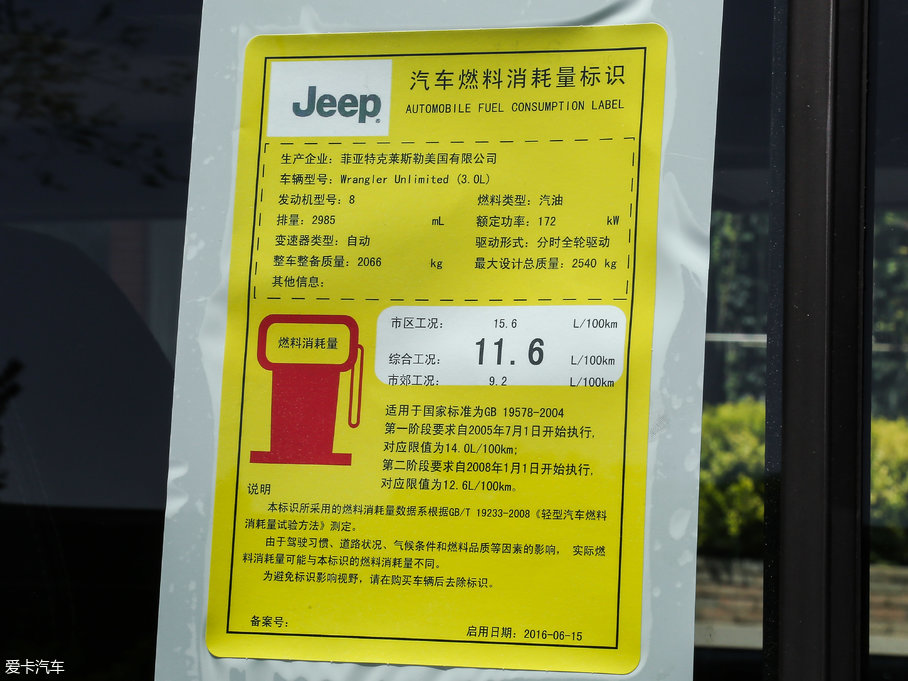 Jeep
汽车燃料消耗量标识
AUTOMOBILE FUEL CONSUMPTION LABEL
生产企业: 菲亚特克莱斯勒美国有限公司
车辆型号: Wrangler Unlimited (3.0L)
发动机型号: 8 燃料类型: 汽油
排量: 2985 mL 额定功率: 172 kW
变速器类型: 自动 驱动形式: 分时全轮驱动
整车整备质量: 2066 kg 最大设计总质量: 2540 kg
其他信息:
燃料消耗量
市区工况: 15.6 L/100km
综合工况: 11.6 L/100km
市郊工况: 9.2 L/100km
适用于国家标准为GB 19578-2004
第一阶段要求自2005年7月1日开始执行,
对应限值为14.0L/100km;
第二阶段要求自2008年1月1日开始执行,
对应限值为12.6L/100km。
说明
本标识所采用的燃料消耗量数据系根据GB/T 19233-2008《轻型汽车燃料
消耗量试验方法》测定。
由于驾驶习惯、道路状况、气候条件和燃料品质等因素的影响, 实际燃
料消耗量可能与本标识的燃料消耗量不同。
为避免标识影响视野, 请在购买车辆后去除标识。
备案号:
启用日期: 2016-06-15
爱卡汽车